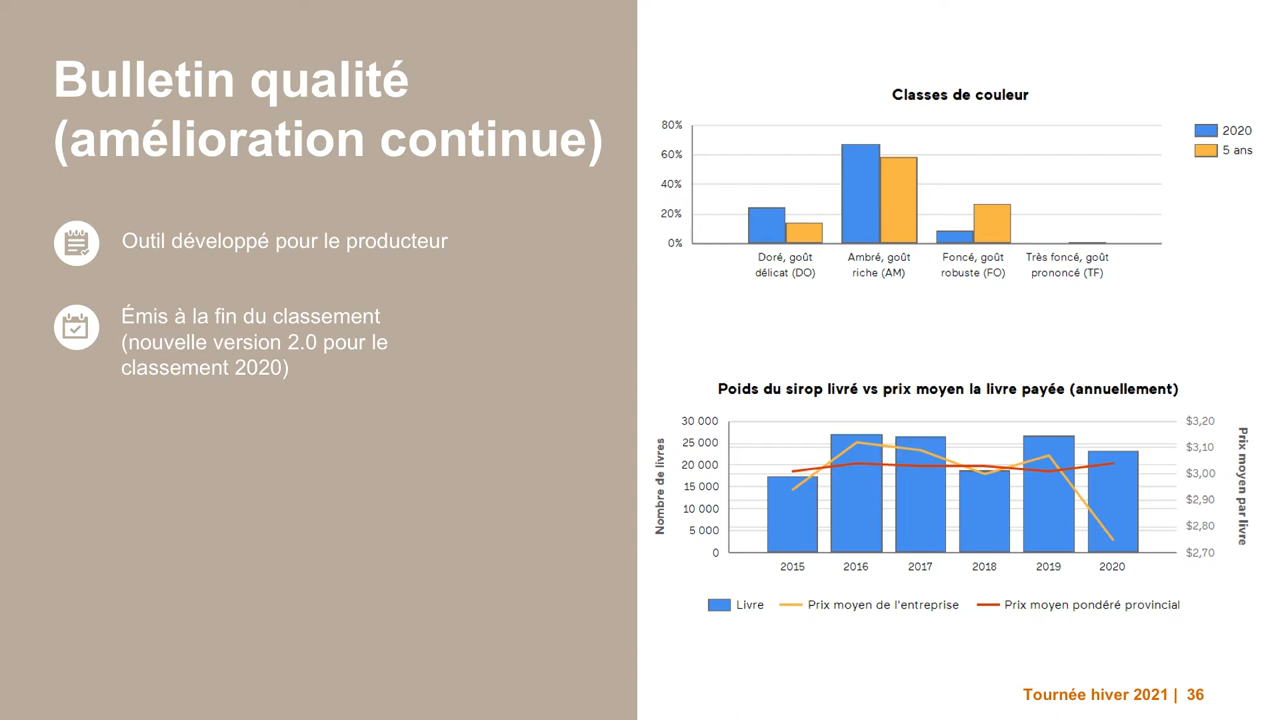 Bulletin qualité
(amélioration continue)
Outil développé pour le producteur
Émis à la fin du classement
(nouvelle version 2.0 pour le
classement 2020)
Classes de couleur
80%
60%
40%
20%
0%
Doré, goût
délicat (DO)
Ambré, goût
riche (AM)
Foncé, goût
robuste (FO)
Très foncé, goût
prononcé (TF)
2020
5 ans
Poids du sirop livré vs prix moyen la livre payée (annuellement)
Nombre de livres
30 000
25 000
20 000
15 000
10 000
5 000
0
$3,20
$3,10
$3,00
$2,90
$2,80
$2,70
Prix moyen par livre
2015 2016 2017 2018 2019 2020
Livre Prix moyen de l'entreprise Prix moyen pondéré provincial
Tournée hiver 2021 | 36